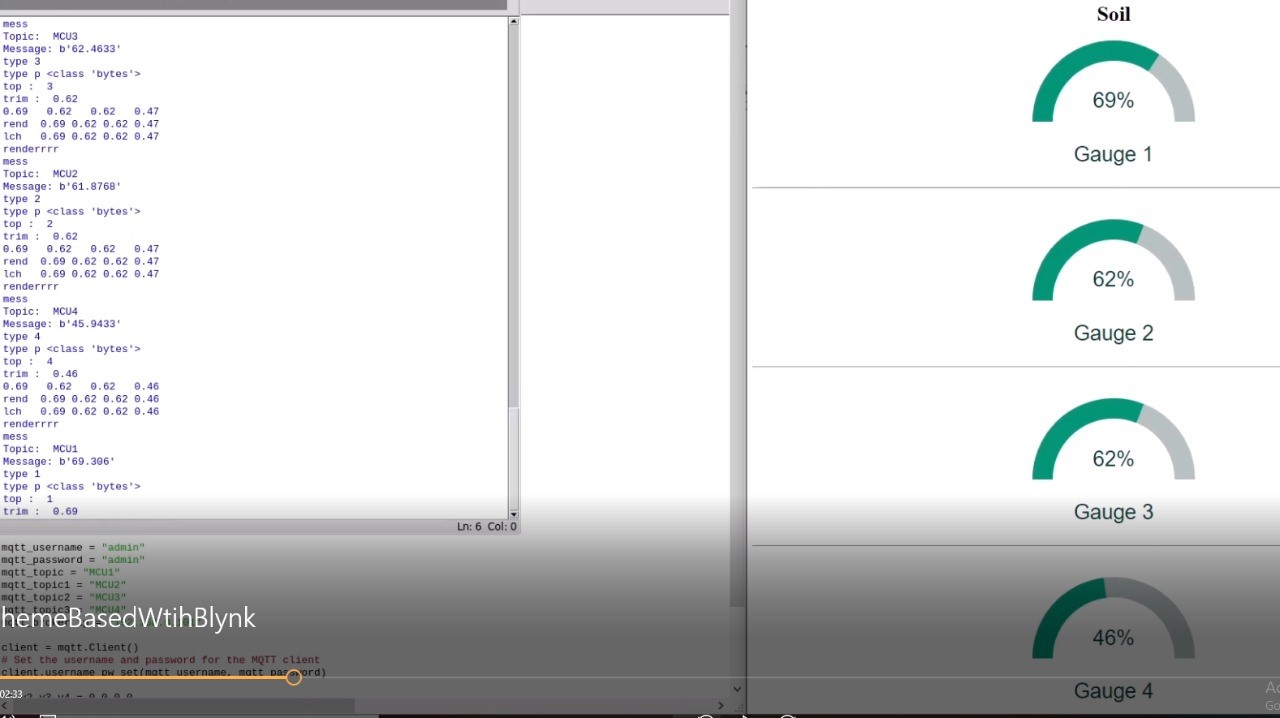 mess
Topic:  MCU3
Message: b'62.4633'
type 3
type p <class 'bytes'>
top :  3
trim :  0.62
0.69   0.62   0.62   0.47
rend  0.69 0.62 0.62 0.47
lch   0.69 0.62 0.62 0.47
renderrrr
mess
Topic:  MCU2
Message: b'61.8768'
type 2
type p <class 'bytes'>
top :  2
trim :  0.62
0.69   0.62   0.62   0.47
rend  0.69 0.62 0.62 0.47
lch   0.69 0.62 0.62 0.47
renderrrr
mess
Topic:  MCU4
Message: b'45.9433'
type 4
type p <class 'bytes'>
top :  4
trim :  0.46
0.69   0.62   0.62   0.46
rend  0.69 0.62 0.62 0.46
lch   0.69 0.62 0.62 0.46
renderrrr
mess
Topic:  MCU1
Message: b'69.306'
type 1
type p <class 'bytes'>
top :  1
trim :  0.69
Ln: 6  Col: 0
mqtt_username = "admin"
mqtt_password = "admin"
mqtt_topic = "MCU1"
mqtt_topic1 = "MCU2"
mqtt_topic2 = "MCU3"
mqtt_topic3 = "MCU4"
hemeBasedWtihBlynk
client = mqtt.Client()
# Set the username and password for the MQTT client
client.username_pw_set(mqtt_username, mqtt_password)
02:33
Soil
69%
Gauge 1
62%
Gauge 2
62%
Gauge 3
46%
Gauge 4